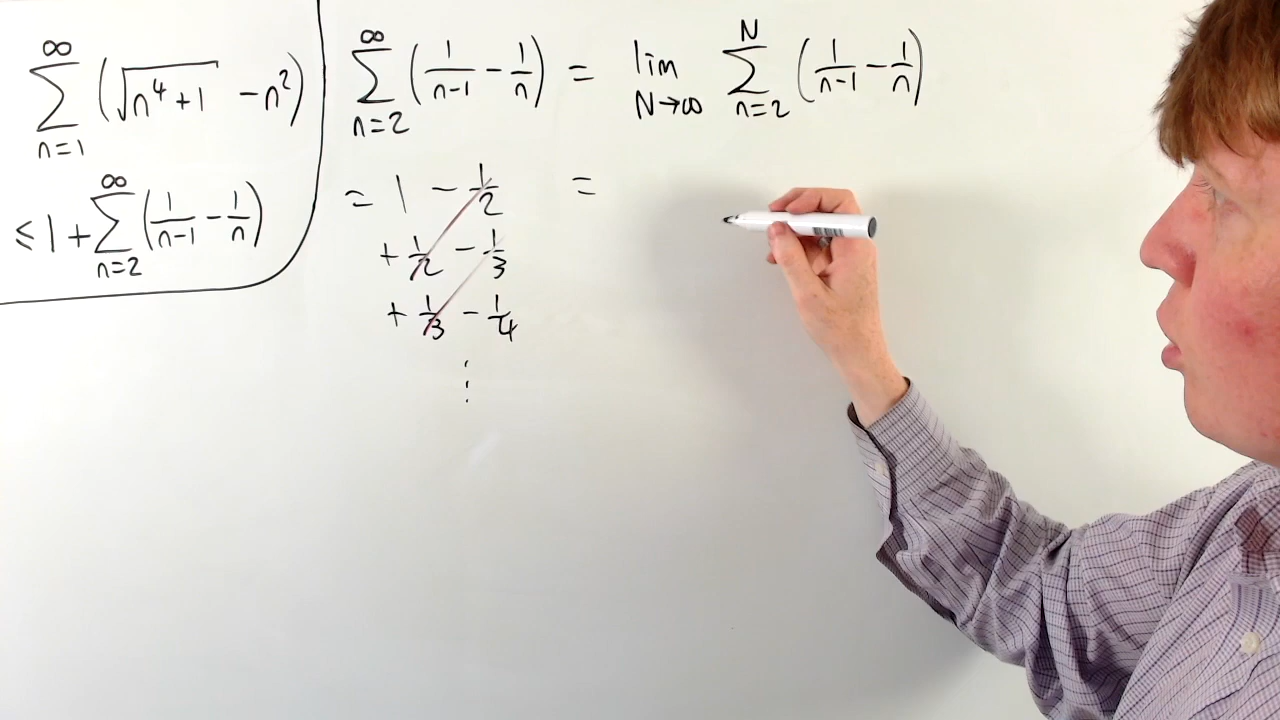 ∞
∑ (√(n⁴+1) − n²)
n=1
∞
≤ 1 + ∑ (1/(n-1) − 1/n)
n=2
∞
∑ (1/(n-1) − 1/n) = lim N→∞ ∑ (1/(n-1) − 1/n)
n=2
N
n=2
= 1 − 1/2
+ 1/2 − 1/3
+ 1/3 − 1/4
⋮
=